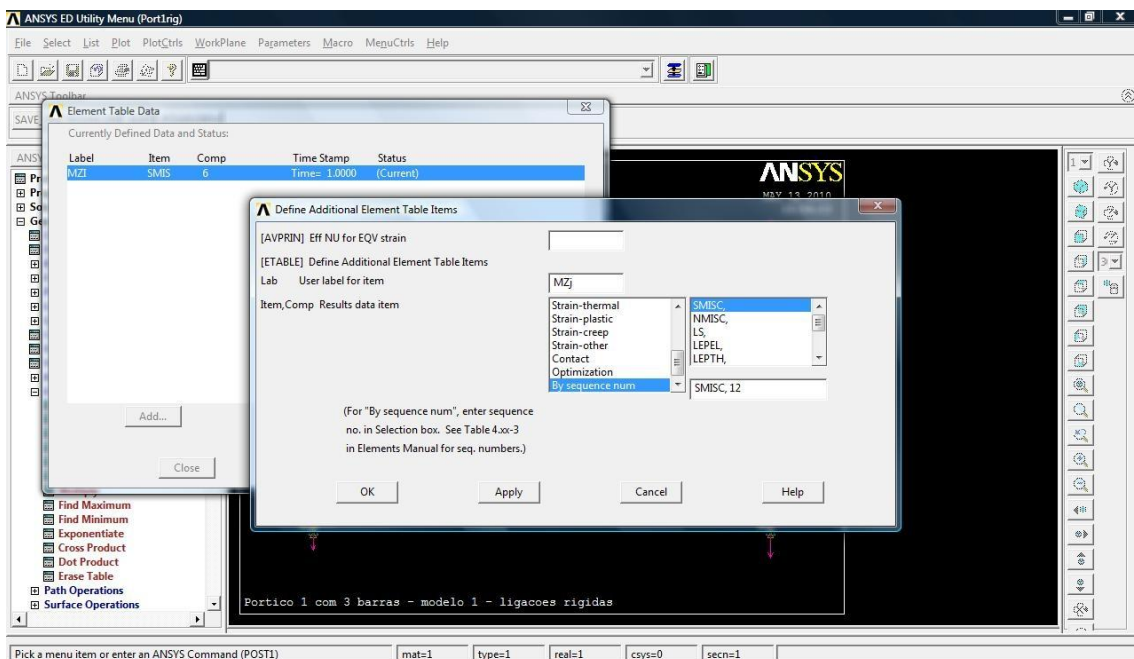 ANSYS ED Utility Menu (Port1rig)
File Select List Plot PlotCtrls WorkPlane Parameters Macro MenuCtrls Help
ANSYS Toolbar
SAVE
Element Table Data
Currently Defined Data and Status:
Label Item Comp Time Stamp Status
MZI SMIS 6 Time= 1.0000 (Current)
Add...
Close
ANSYS
MAY 13 2010
Define Additional Element Table Items
[AVPRIN] Eff NU for EQV strain
[ETABLE] Define Additional Element Table Items
Lab User label for item MZj
Item,Comp Results data item
Strain-thermal
Strain-plastic
Strain-creep
Strain-other
Contact
Optimization
By sequence num
SMISC,
NMISC,
LS,
LEPEL,
LEPTH,
SMISC, 12
(For "By sequence num", enter sequence
no. in Selection box. See Table 4.xx-3
in Elements Manual for seq. numbers.)
OK Apply Cancel Help
Find Maximum
Find Minimum
Exponentiate
Cross Product
Dot Product
Erase Table
Path Operations
Surface Operations
Portico 1 com 3 barras - modelo 1 - ligacoes rigidas
1
Pick a menu item or enter an ANSYS Command (POST1) mat=1 type=1 real=1 csys=0 secn=1